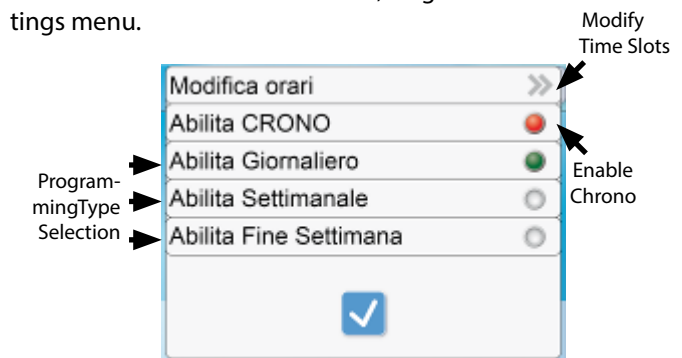 tings menu.
Modify
Time Slots
Modifica orari
Abilita CRONO
Abilita Giornaliero
Abilita Settimanale
Abilita Fine Settimana
Program-
mingType
Selection
Enable
Chrono